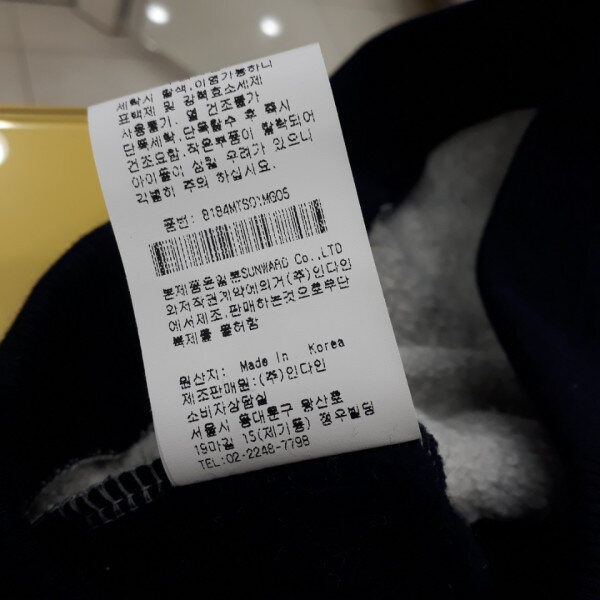 세탁시 탈색,이염가능하니
표백제 및 강력효소세제
사용불가, 열 건조불가
단독세탁,단독탈수 후 즉시
건조요함.작은부품이 탈락되어
아이들이 삼킬 우려가 있으니
각별히 주의 하십시요.
품번: 8184MTS01MG05
본제품은일본SUNWARD Co.,LTD
와저작권계약에의거(주)인다인
에서제조,판매하는것으로무단
복제를 불허함
원산지: Made In Korea
제조판매원:(주)인다인
소비자상담실
서울시 동대문구 왕산로
19마길 15(제기동) 정우빌딩
TEL:02-2248-7798